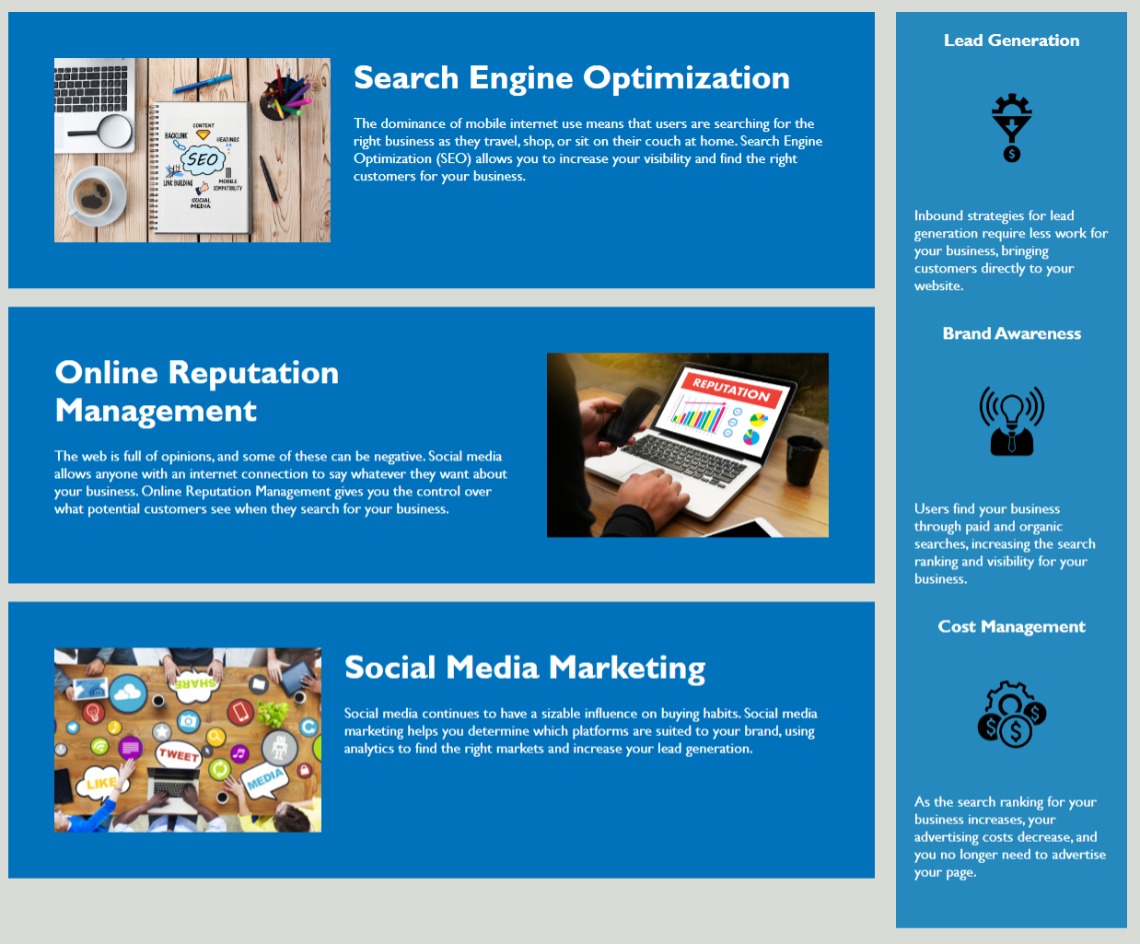 CONTENT
BACKLINK
HEADINGS
SEO
LINK BUILDING
MOBILE
COMPATIBILITY
SOCIAL
MEDIA
Search Engine Optimization
The dominance of mobile internet use means that users are searching for the
right business as they travel, shop, or sit on their couch at home. Search Engine
Optimization (SEO) allows you to increase your visibility and find the right
customers for your business.
Online Reputation
Management
The web is full of opinions, and some of these can be negative. Social media
allows anyone with an internet connection to say whatever they want about
your business. Online Reputation Management gives you the control over
what potential customers see when they search for your business.
REPUTATION
SHARE
TWEET
LIKE
MEDIA
Social Media Marketing
Social media continues to have a sizable influence on buying habits. Social media
marketing helps you determine which platforms are suited to your brand, using
analytics to find the right markets and increase your lead generation.
Lead Generation
$
Inbound strategies for lead
generation require less work for
your business, bringing
customers directly to your
website.
Brand Awareness
Users find your business
through paid and organic
searches, increasing the search
ranking and visibility for your
business.
Cost Management
$ $ $
As the search ranking for your
business increases, your
advertising costs decrease, and
you no longer need to advertise
your page.